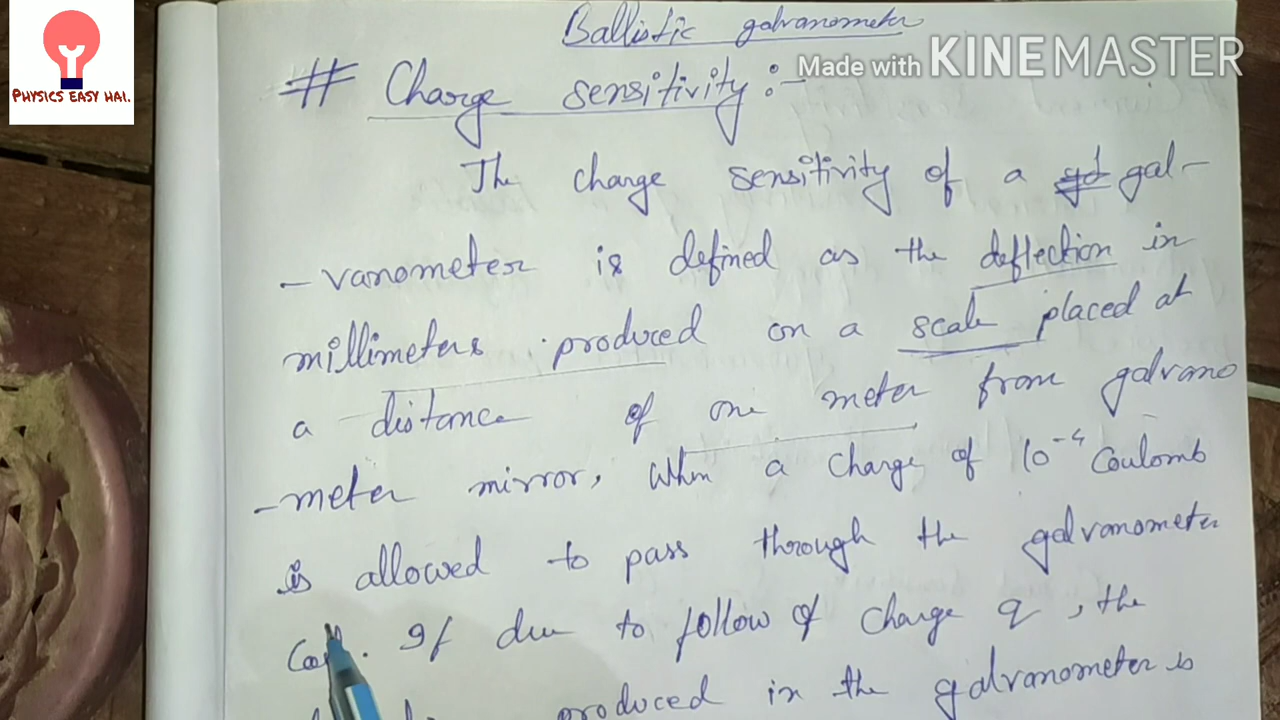 Ballistic galvanometer
Made with KINEMASTER
PHYSICS EASY HAI.
# Charge sensitivity :-
The charge sensitivity of a gal-
-vanometer is defined as the deflection in
millimeters produced on a scale placed at
a distance of one meter from galvano
-meter mirror, When a charge of 10⁻⁴ Coulomb
is allowed to pass through the galvanometer
If due to follow of charge q, the
produced in the galvanometer is